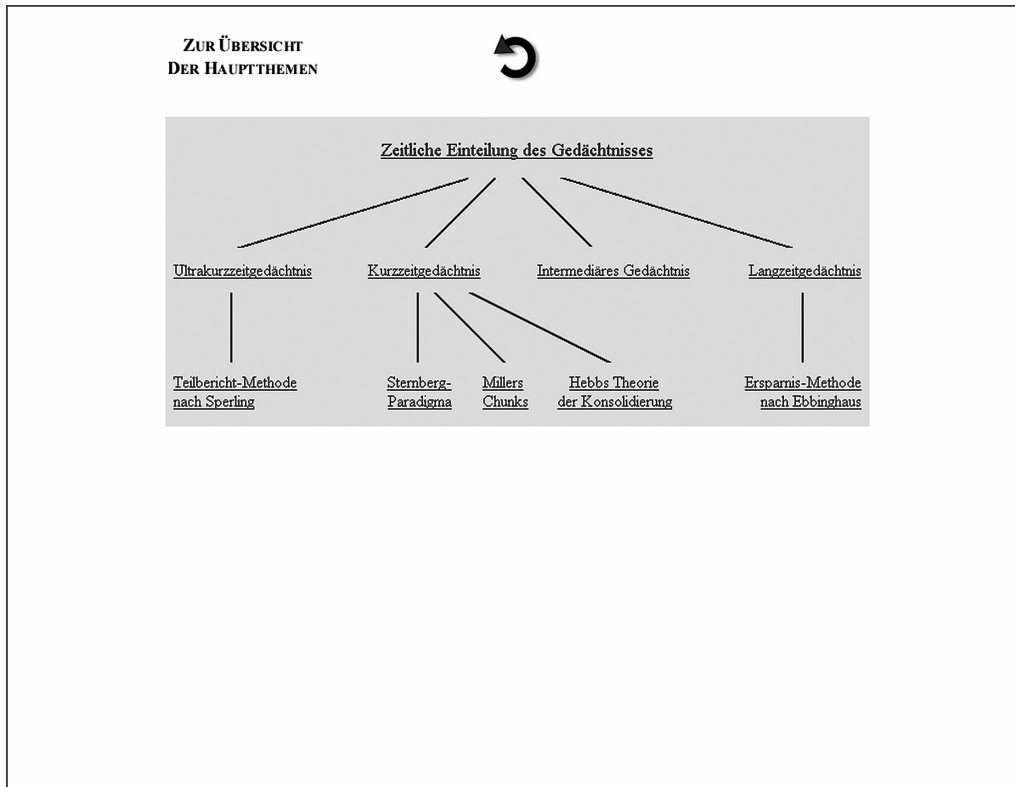 ZUR ÜBERSICHT
DER HAUPTTHEMEN
Zeitliche Einteilung des Gedächtnisses
Ultrakurzzeitgedächtnis Kurzzeitgedächtnis Intermediäres Gedächtnis Langzeitgedächtnis
Teilbericht-Methode
nach Sperling
Sternberg-
Paradigma
Millers
Chunks
Hebbs Theorie
der Konsolidierung
Ersparnis-Methode
nach Ebbinghaus